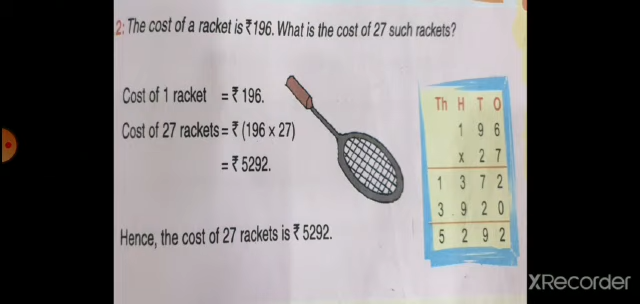 2: The cost of a racket is ₹196. What is the cost of 27 such rackets?
Cost of 1 racket = ₹ 196.
Cost of 27 rackets = ₹ (196 x 27)
= ₹ 5292.
Hence, the cost of 27 rackets is ₹ 5292.
Th H T O
1 9 6
x 2 7
1 3 7 2
3 9 2 0
5 2 9 2
XRecorder